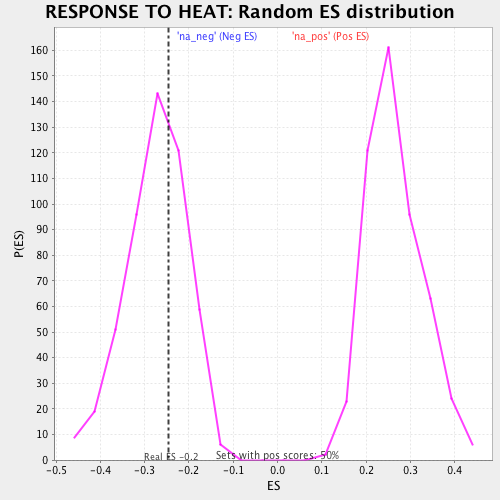 RESPONSE TO HEAT: Random ES distribution
'na_neg' (Neg ES) 'na_pos' (Pos ES)
160
150
140
130
120
110
100
90
80
70
60
50
40
30
20
10
0
P(ES)
Real ES -0.2 Sets with pos scores: 50%
-0.5 -0.4 -0.3 -0.2 -0.1 0.0 0.1 0.2 0.3 0.4
ES